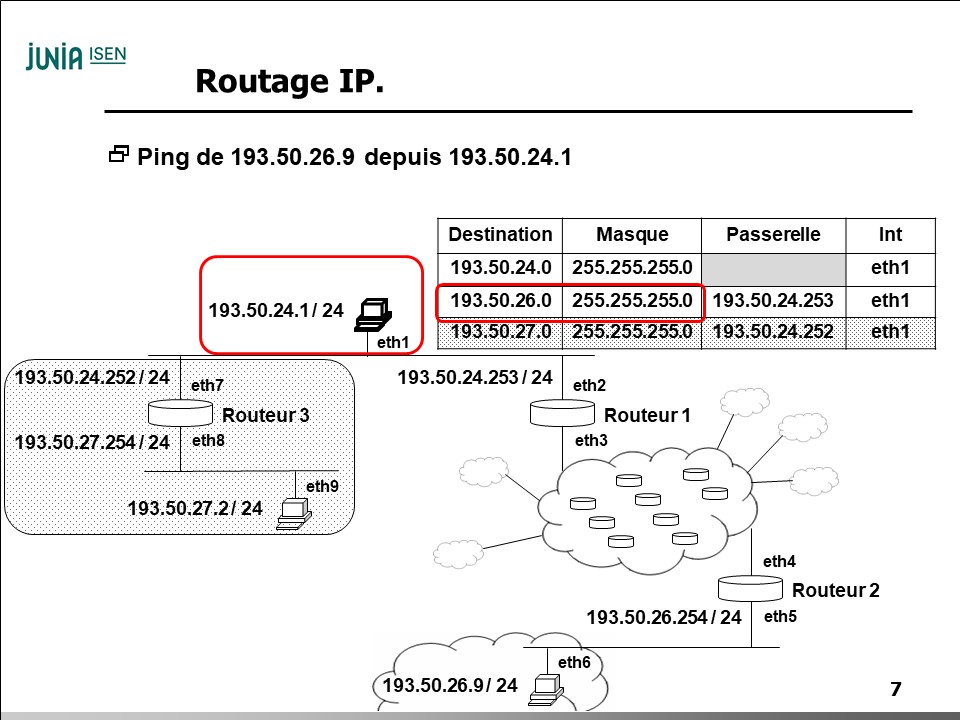 JUNIA ISEN
Routage IP.
Ping de 193.50.26.9 depuis 193.50.24.1
Destination Masque Passerelle Int
193.50.24.0 255.255.255.0 eth1
193.50.26.0 255.255.255.0 193.50.24.253 eth1
193.50.27.0 255.255.255.0 193.50.24.252 eth1
193.50.24.1 / 24
eth1
193.50.24.252 / 24
eth7
193.50.24.253 / 24
eth2
Routeur 3
Routeur 1
193.50.27.254 / 24
eth8
eth3
eth9
193.50.27.2 / 24
eth4
Routeur 2
193.50.26.254 / 24
eth5
eth6
193.50.26.9 / 24
7